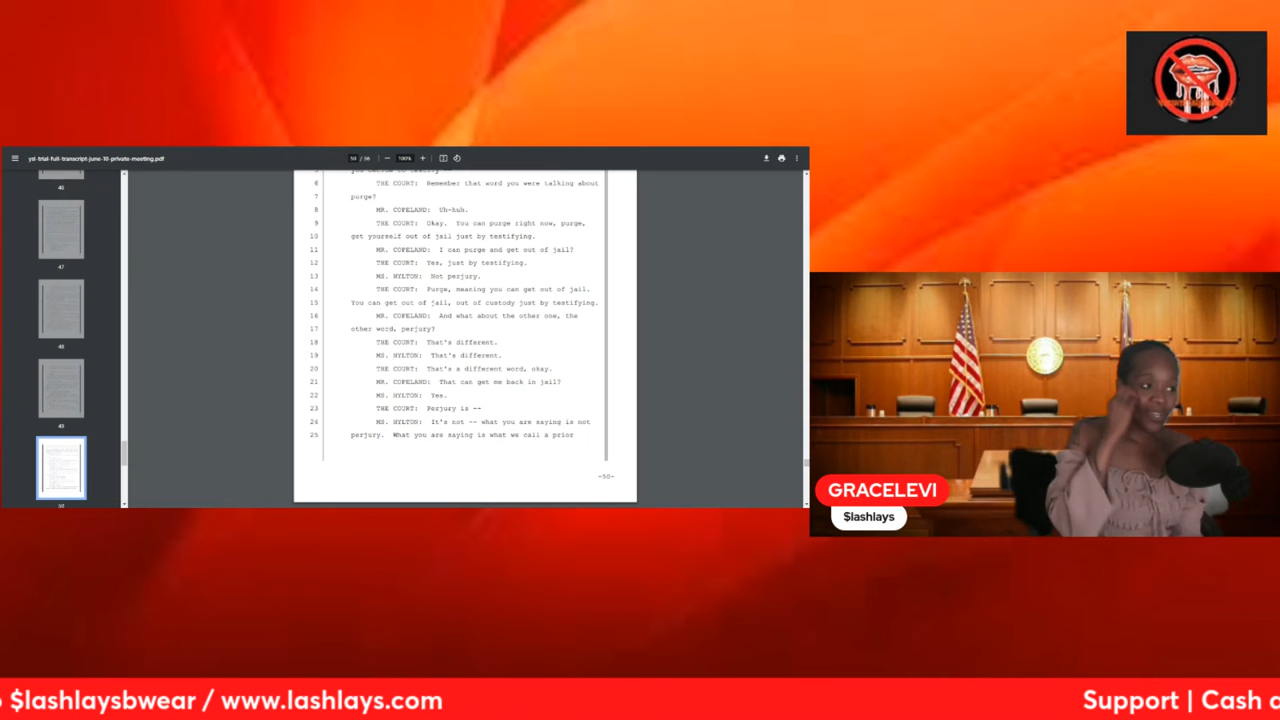 ysl-trial-full-transcript-june-10-private-meeting.pdf
50 / 56
100%
46
47
48
49
50
6 THE COURT: Remember that word you were talking about
7 purge?
8 MR. COPELAND: Uh-huh.
9 THE COURT: Okay. You can purge right now, purge,
10 get yourself out of jail just by testifying.
11 MR. COPELAND: I can purge and get out of jail?
12 THE COURT: Yes, just by testifying.
13 MS. HYLTON: Not perjury.
14 THE COURT: Purge, meaning you can get out of jail.
15 You can get out of jail, out of custody just by testifying.
16 MR. COPELAND: And what about the other one, the
17 other word, perjury?
18 THE COURT: That's different.
19 MS. HYLTON: That's different.
20 THE COURT: That's a different word, okay.
21 MR. COPELAND: That can get me back in jail?
22 MS. HYLTON: Yes.
23 THE COURT: Perjury is --
24 MS. HYLTON: It's not -- what you are saying is not
25 perjury. What you are saying is what we call a prior
-50-
GRACELEVI
$lashlays
$lashlaysbwear / www.lashlays.com
Support | Cash